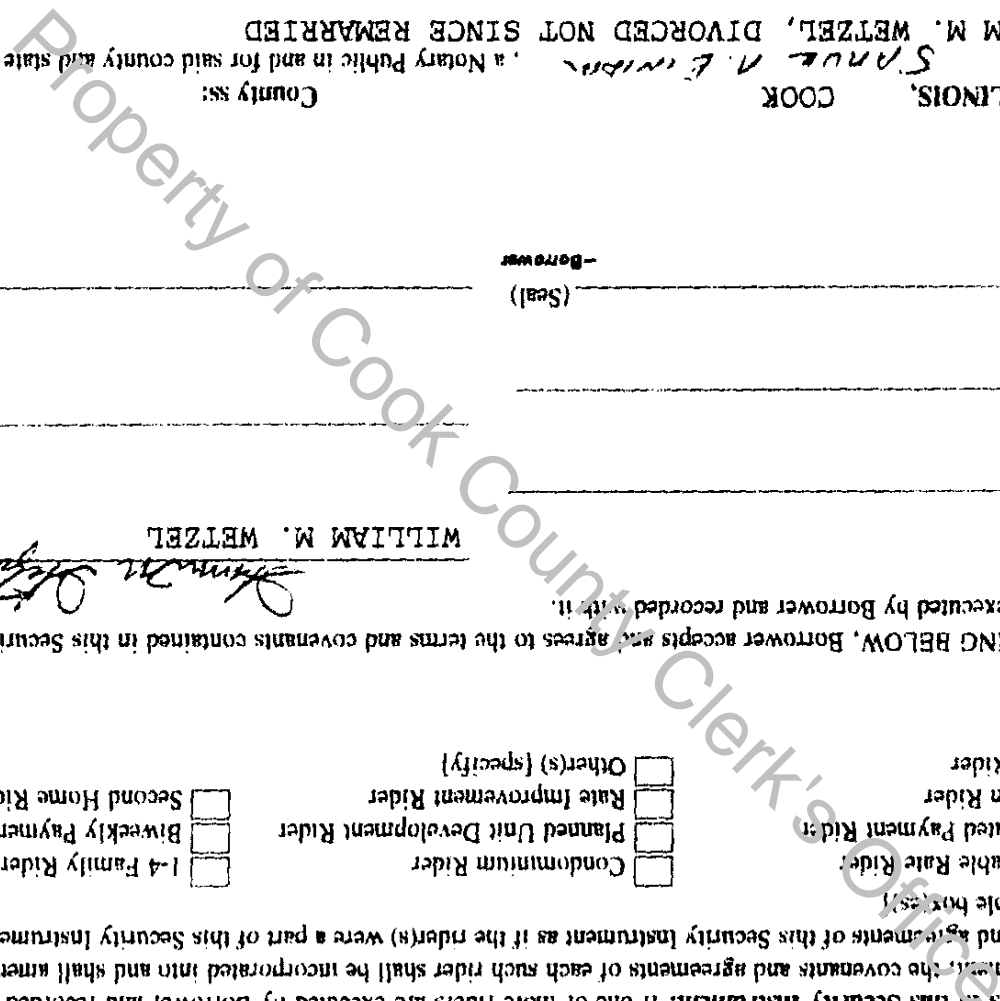 this Security Instrument. If one or more riders are executed by Borrower and recorded
ment, the covenants and agreements of each such rider shall be incorporated into and shall amen
nd agreements of this Security Instrument as if the rider(s) were a part of this Security Instrume
ble box(es)]
able Rate Rider Condominium Rider 1-4 Family Rider
ated Payment Rider Planned Unit Development Rider Biweekly Paymen
n Rider Rate Improvement Rider Second Home Rid
Rider Other(s) [specify]
ING BELOW, Borrower accepts and agrees to the terms and covenants contained in this Securi
executed by Borrower and recorded with it.
WILLIAM M. WETZEL
(Seal)
-Borrower
LINOIS, COOK County ss:
, a Notary Public in and for said county and state
M M. WETZEL, DIVORCED NOT SINCE REMARRIED
Property of Cook County Clerk's Office